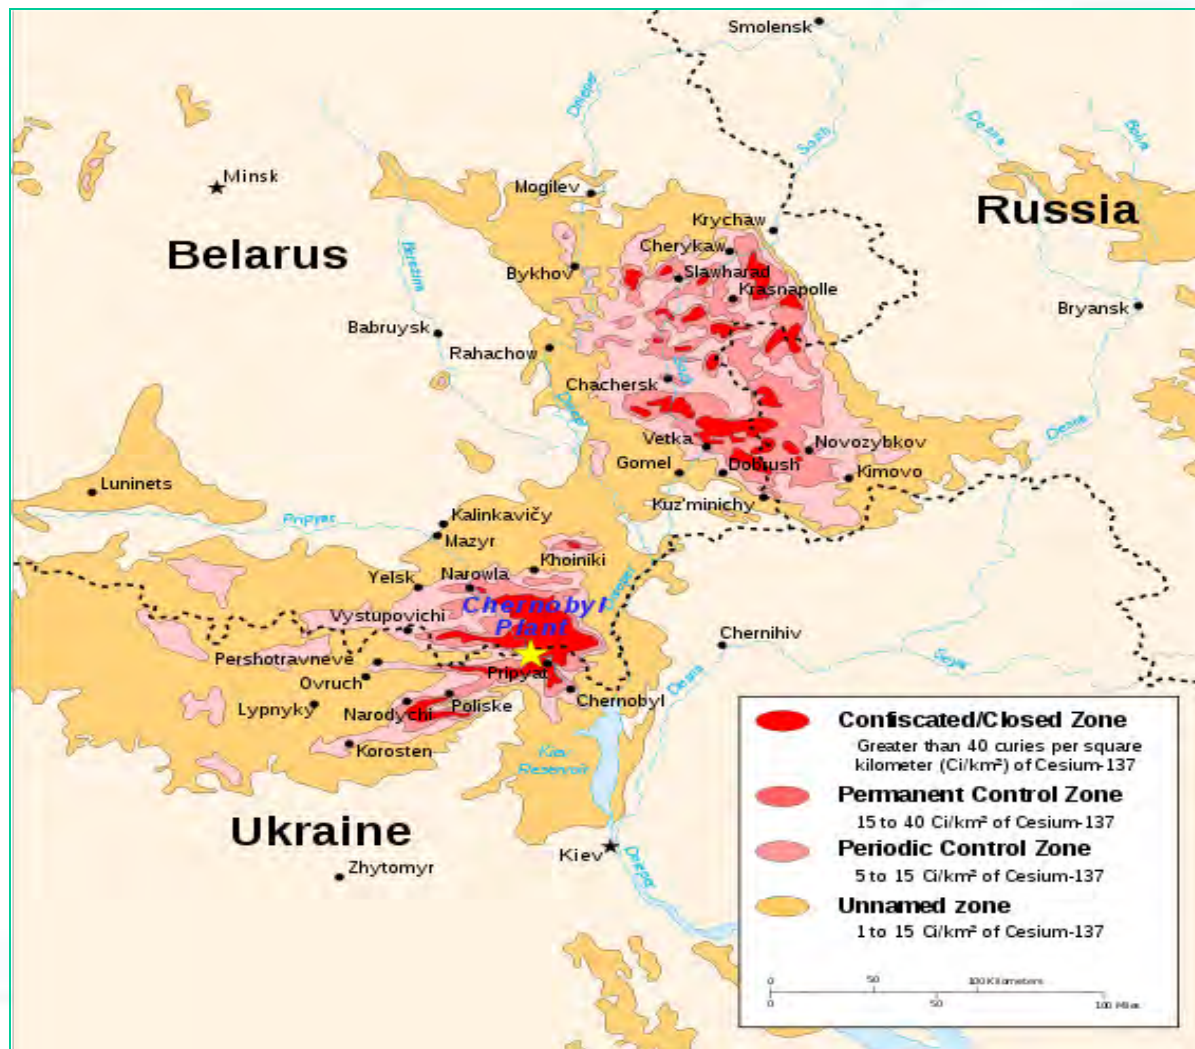 Smolensk
Dnieper
Sozh
Desna
Bolva
Minsk
Mogilev
Russia
Krychaw
Belarus
Cherykaw
Berezina
Bykhov
Slawharad
Krasnapolle
Bryansk
Babruysk
Rahachow
Chachersk
Sozh
Dnieper
Desna
Vetka
Novozybkov
Gomel
Dobrush
Kimovo
Luninets
Kuz'minichy
Pripyat
Kalinkavičy
Mazyr
Khoiniki
Yelsk
Narowla
Dnieper
Chernobyl
Plant
Vystupovichi
Chernihiv
Pershotravneve
Pripyat
Ovruch
Desna
Chernobyl
Lypnyky
Narodychi
Poliske
Korosten
Kiev
Reservoir
Ukraine
Kiev
Zhytomyr
Dnieper
Confiscated/Closed Zone
Greater than 40 curies per square
kilometer (Ci/km²) of Cesium-137
Permanent Control Zone
15 to 40 Ci/km² of Cesium-137
Periodic Control Zone
5 to 15 Ci/km² of Cesium-137
Unnamed zone
1 to 15 Ci/km² of Cesium-137
0 50 100 Kilometers
0 50 100 Miles